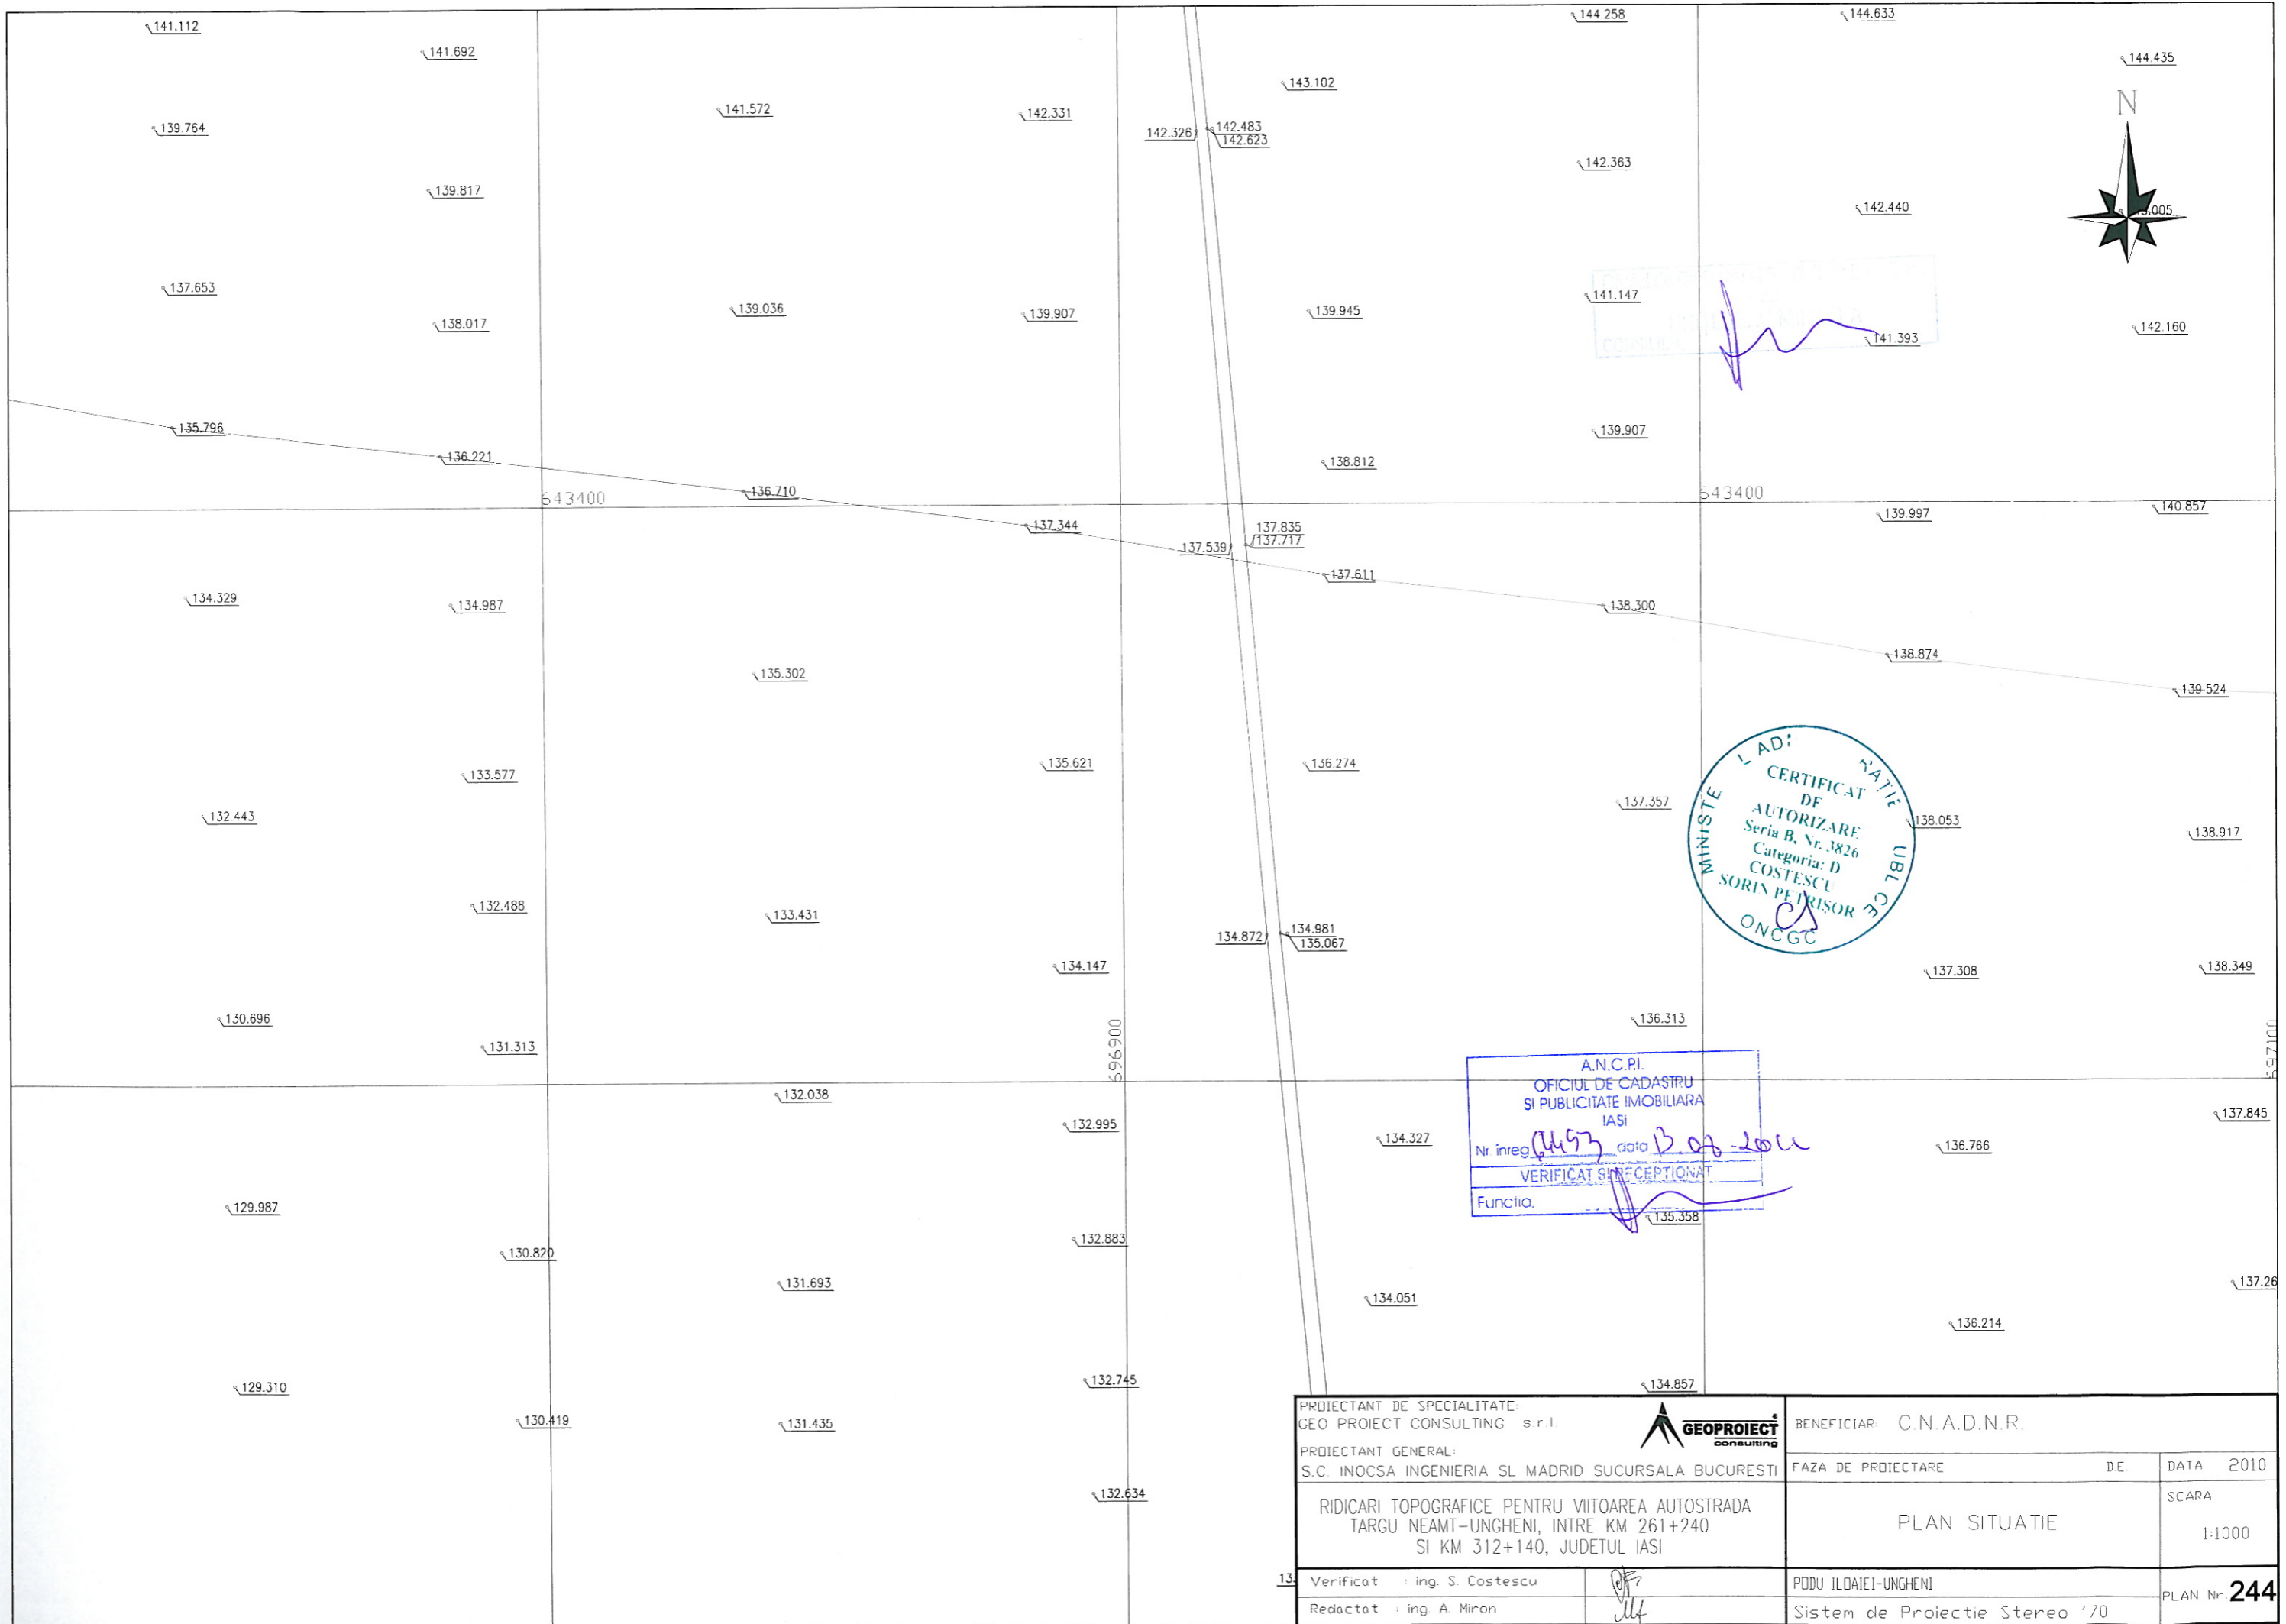 141.112
141.692
144.258
144.633
144.435
143.102
141.572
142.331
139.764
142.326
142.483
142.623
N
142.363
139.817
142.440
137.653
138.017
139.036
139.907
139.945
141.147
142.160
141.393
135.796
136.221
139.907
138.812
136.710
643400
643400
140.857
139.997
137.344
137.835
137.717
137.539
137.611
134.329
134.987
138.300
138.874
135.302
139.524
133.577
135.621
136.274
137.357
138.053
132.443
138.917
CERTIFICAT
DE
AUTORIZARE
Seria B, Nr. 3826
Categoria: D
COSTESCU
SORIN PETRISOR
ONCGC
132.488
133.431
134.872
134.981
135.067
134.147
137.308
138.349
130.696
131.313
136.313
696900
697100
132.038
132.995
134.327
137.845
136.766
A.N.C.P.I.
OFICIUL DE CADASTRU
SI PUBLICITATE IMOBILIARA
IASI
Nr. inreg data
VERIFICAT SI RECEPTIONAT
Functia
129.987
130.820
132.883
135.358
131.693
134.051
137.26
136.214
129.310
132.745
134.857
130.419
131.435
132.634
13
PROIECTANT DE SPECIALITATE:
GEO PROIECT CONSULTING s.r.l.
GEOPROIECT
consulting
PROIECTANT GENERAL:
S.C. INOCSA INGENIERIA SL MADRID SUCURSALA BUCURESTI
BENEFICIAR: C.N.A.D.N.R.
FAZA DE PROIECTARE D.E.
DATA 2010
RIDICARI TOPOGRAFICE PENTRU VIITOAREA AUTOSTRADA
TARGU NEAMT-UNGHENI, INTRE KM 261+240
SI KM 312+140, JUDETUL IASI
PLAN SITUATIE
SCARA
1:1000
Verificat : ing. S. Costescu
Redactat : ing. A. Miron
PODU ILOAIEI-UNGHENI
Sistem de Proiectie Stereo '70
PLAN Nr. 244